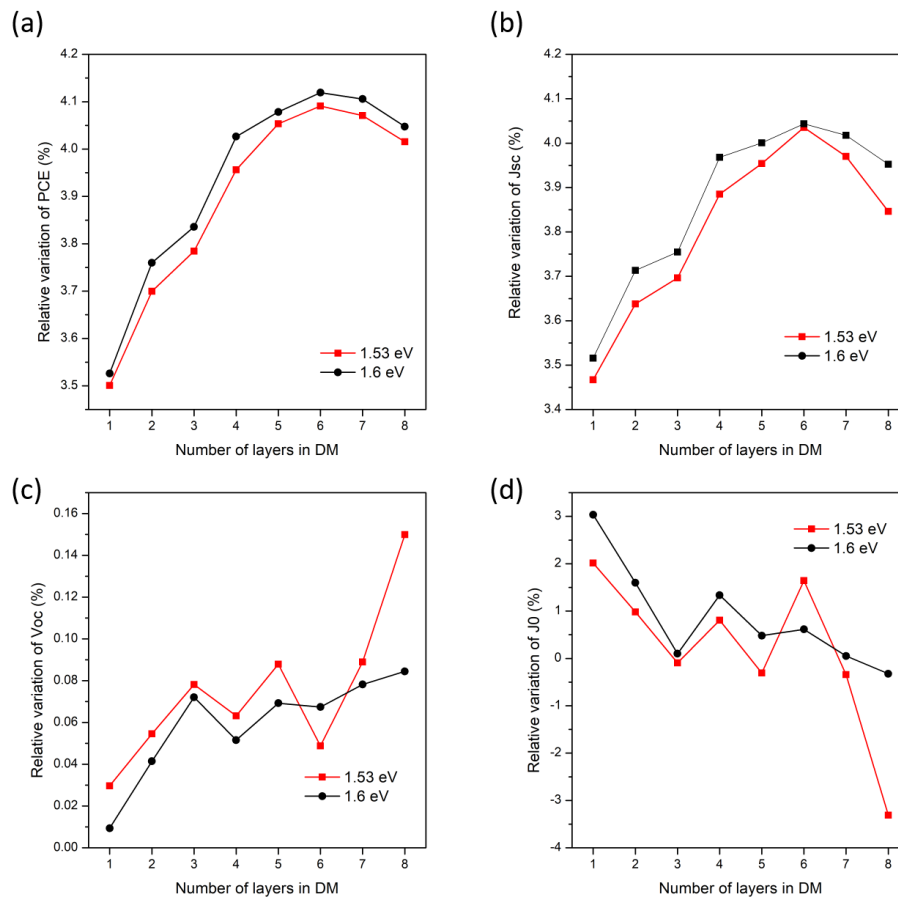 (a)
4.2
4.1
4.0
3.9
3.8
3.7
3.6
3.5
Relative variation of PCE (%)
1.53 eV
1.6 eV
1 2 3 4 5 6 7 8
Number of layers in DM
(b)
4.2
4.1
4.0
3.9
3.8
3.7
3.6
3.5
3.4
Relative variation of Jsc (%)
1.53 eV
1.6 eV
1 2 3 4 5 6 7 8
Number of layers in DM
(c)
0.16
0.14
0.12
0.10
0.08
0.06
0.04
0.02
0.00
Relative variation of Voc (%)
1.53 eV
1.6 eV
1 2 3 4 5 6 7 8
Number of layers in DM
(d)
3
2
1
0
-1
-2
-3
-4
Relative variation of J0 (%)
1.53 eV
1.6 eV
1 2 3 4 5 6 7 8
Number of layers in DM